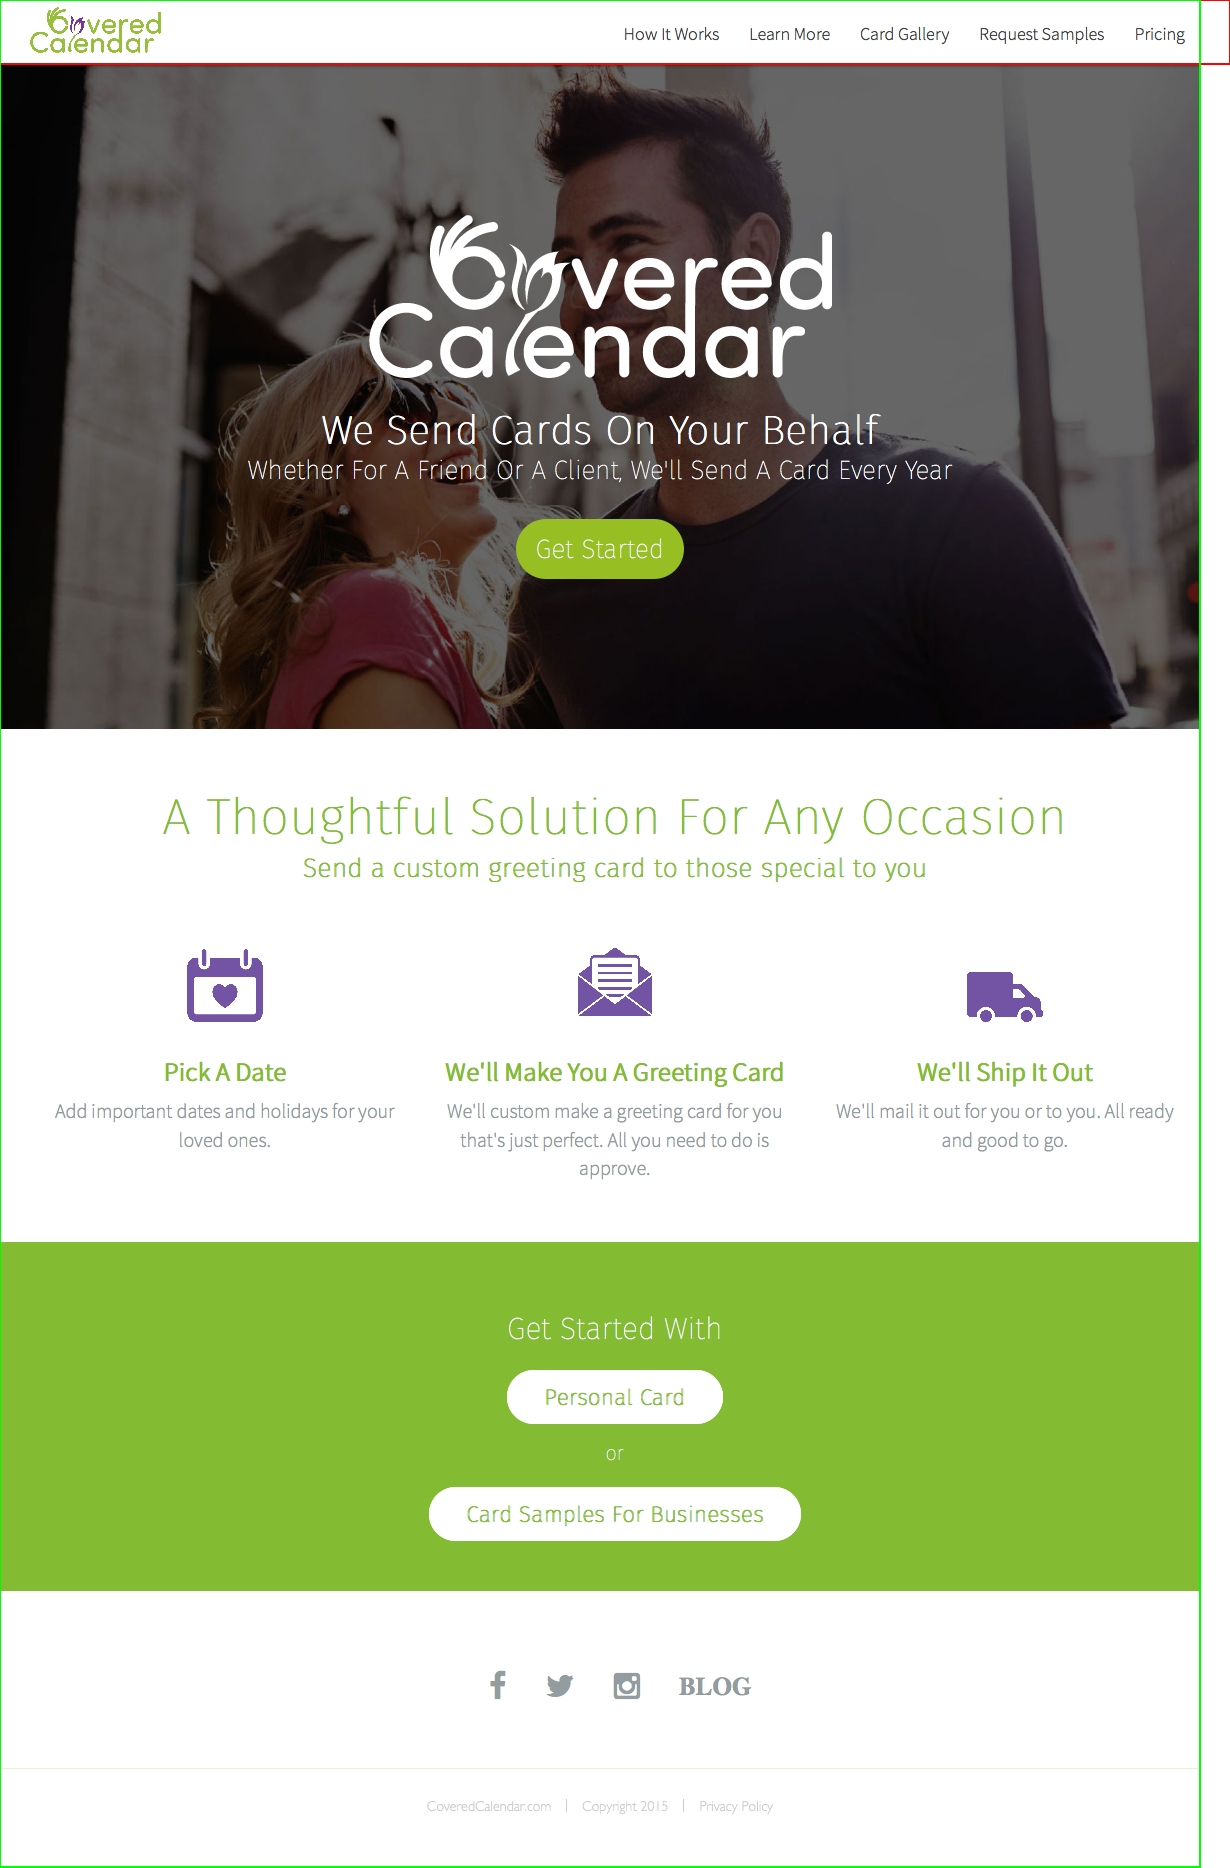 Covered
Calendar
How It Works
Learn More
Card Gallery
Request Samples
Pricing
Covered
Calendar
We Send Cards On Your Behalf
Whether For A Friend Or A Client, We'll Send A Card Every Year
Get Started
A Thoughtful Solution For Any Occasion
Send a custom greeting card to those special to you
Pick A Date
Add important dates and holidays for your
loved ones.
We'll Make You A Greeting Card
We'll custom make a greeting card for you
that's just perfect. All you need to do is
approve.
We'll Ship It Out
We'll mail it out for you or to you. All ready
and good to go.
Get Started With
Personal Card
or
Card Samples For Businesses
BLOG
CoveredCalendar.com | Copyright 2015 | Privacy Policy